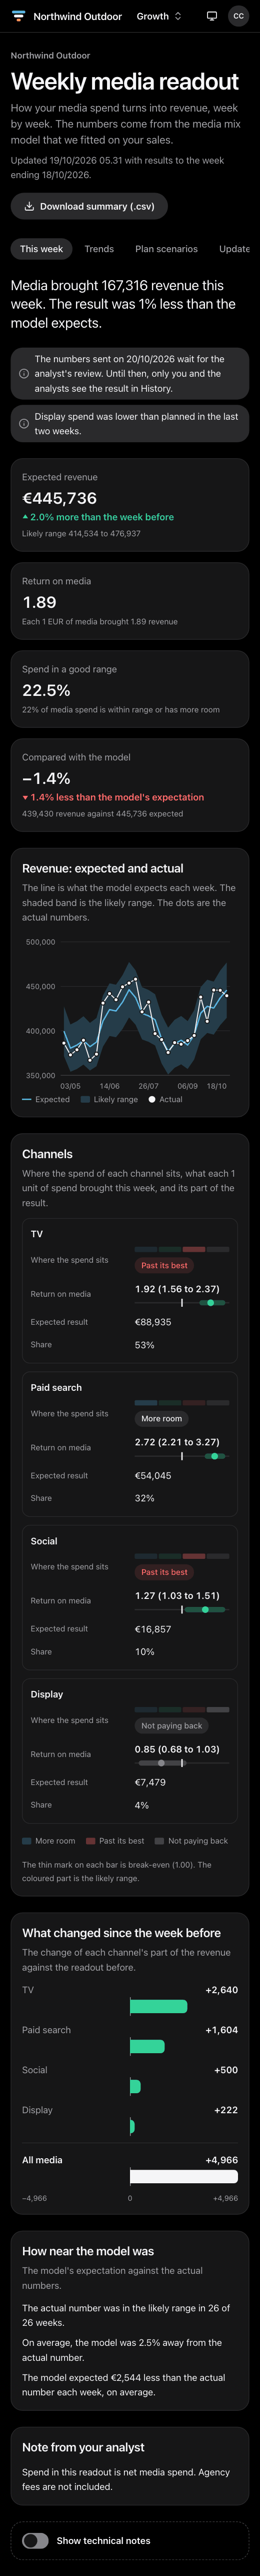 Northwind Outdoor
Growth
CC
Northwind Outdoor
Weekly media readout
How your media spend turns into revenue, week
by week. The numbers come from the media mix
model that we fitted on your sales.
Updated 19/10/2026 05.31 with results to the week
ending 18/10/2026.
Download summary (.csv)
This week
Trends
Plan scenarios
Update
Media brought 167,316 revenue this
week. The result was 1% less than the
model expects.
The numbers sent on 20/10/2026 wait for the
analyst's review. Until then, only you and the
analysts see the result in History.
Display spend was lower than planned in the last
two weeks.
Expected revenue
€445,736
2.0% more than the week before
Likely range 414,534 to 476,937
Return on media
1.89
Each 1 EUR of media brought 1.89 revenue
Spend in a good range
22.5%
22% of media spend is within range or has more room
Compared with the model
−1.4%
1.4% less than the model's expectation
439,430 revenue against 445,736 expected
Revenue: expected and actual
The line is what the model expects each week. The
shaded band is the likely range. The dots are the
actual numbers.
500,000
450,000
400,000
350,000
03/05
14/06
26/07
06/09
18/10
Expected
Likely range
Actual
Channels
Where the spend of each channel sits, what each 1
unit of spend brought this week, and its part of the
result.
TV
Where the spend sits
Past its best
Return on media
1.92 (1.56 to 2.37)
Expected result
€88,935
Share
53%
Paid search
Where the spend sits
More room
Return on media
2.72 (2.21 to 3.27)
Expected result
€54,045
Share
32%
Social
Where the spend sits
Past its best
Return on media
1.27 (1.03 to 1.51)
Expected result
€16,857
Share
10%
Display
Where the spend sits
Not paying back
Return on media
0.85 (0.68 to 1.03)
Expected result
€7,479
Share
4%
More room
Past its best
Not paying back
The thin mark on each bar is break-even (1.00). The
coloured part is the likely range.
What changed since the week before
The change of each channel's part of the revenue
against the readout before.
TV
+2,640
Paid search
+1,604
Social
+500
Display
+222
All media
+4,966
−4,966
0
+4,966
How near the model was
The model's expectation against the actual
numbers.
The actual number was in the likely range in 26 of
26 weeks.
On average, the model was 2.5% away from the
actual number.
The model expected €2,544 less than the actual
number each week, on average.
Note from your analyst
Spend in this readout is net media spend. Agency
fees are not included.
Show technical notes